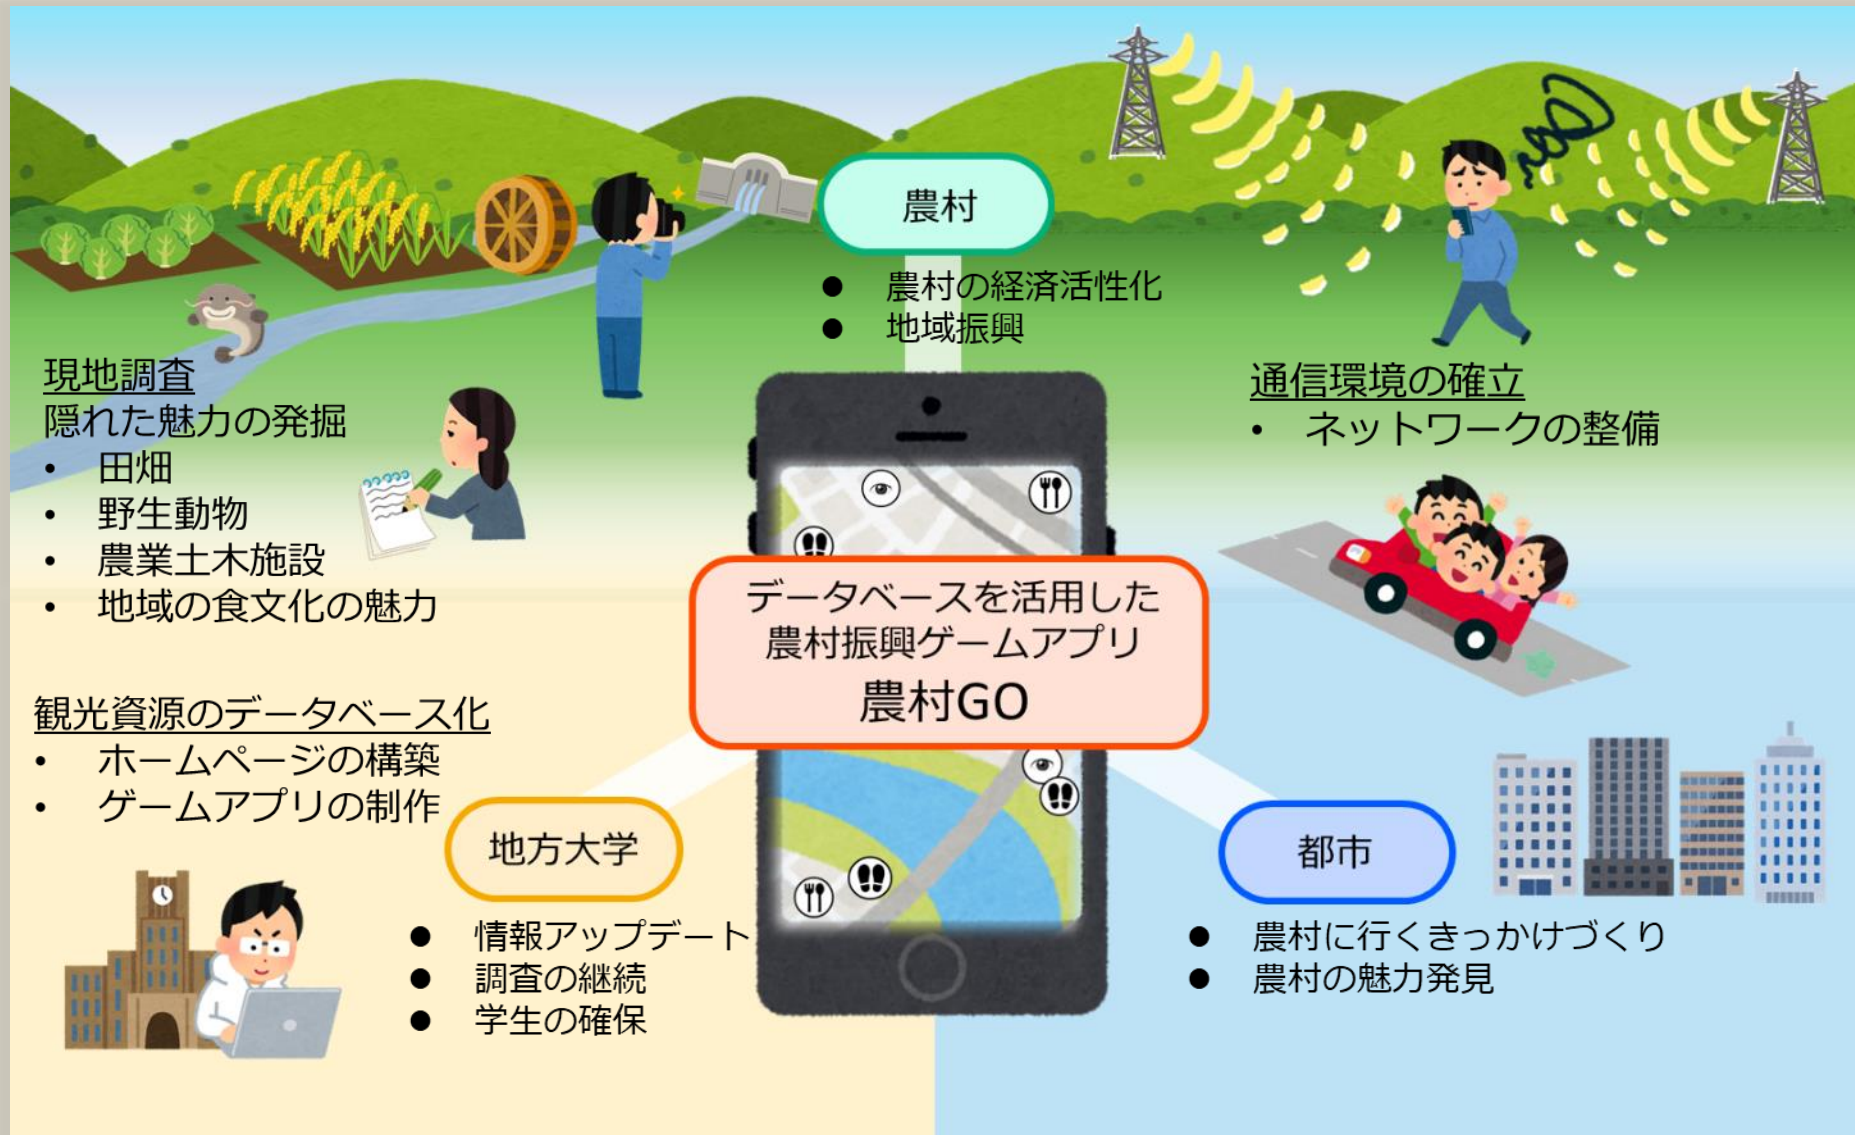 農村
● 農村の経済活性化
● 地域振興
現地調査
隠れた魅力の発掘
• 田畑
• 野生動物
• 農業土木施設
• 地域の食文化の魅力
通信環境の確立
• ネットワークの整備
データベースを活用した
農村振興ゲームアプリ
農村GO
観光資源のデータベース化
• ホームページの構築
• ゲームアプリの制作
地方大学
● 情報アップデート
● 調査の継続
● 学生の確保
都市
● 農村に行くきっかけづくり
● 農村の魅力発見